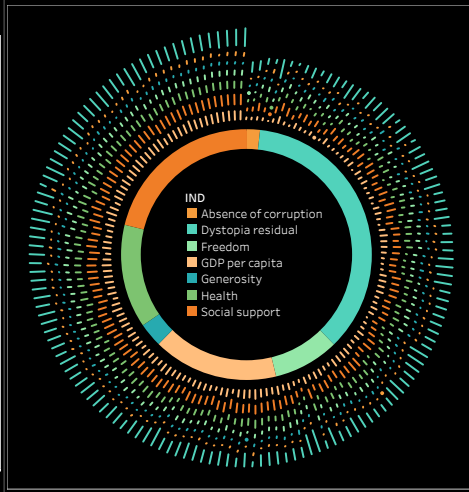 IND
Absence of corruption
Dystopia residual
Freedom
GDP per capita
Generosity
Health
Social support